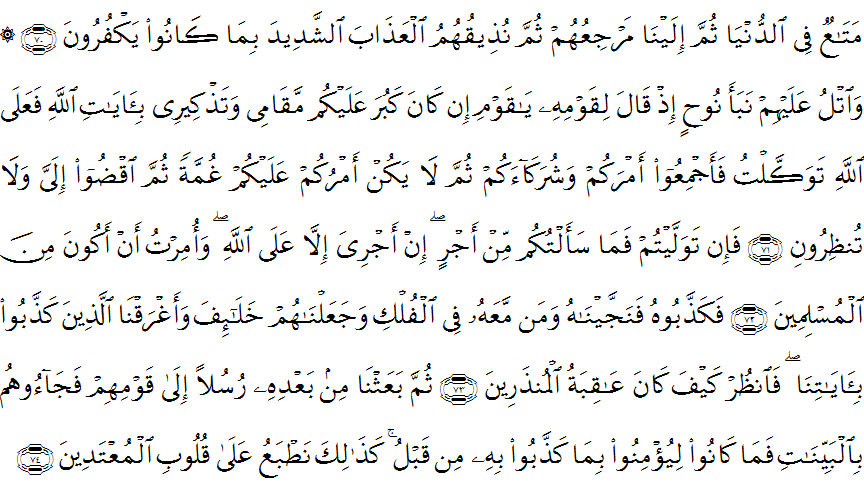 مَتَـٰعٌ فِى ٱلدُّنْيَا ثُمَّ إِلَيْنَا مَرْجِعُهُمْ ثُمَّ نُذِيقُهُمُ ٱلْعَذَابَ ٱلشَّدِيدَ بِمَا كَانُوا۟ يَكْفُرُونَ ﴿٧٠﴾ ۞
وَٱتْلُ عَلَيْهِمْ نَبَأَ نُوحٍ إِذْ قَالَ لِقَوْمِهِۦ يَـٰقَوْمِ إِن كَانَ كَبُرَ عَلَيْكُم مَّقَامِى وَتَذْكِيرِى بِـَٔايَـٰتِ ٱللَّهِ فَعَلَى
ٱللَّهِ تَوَكَّلْتُ فَأَجْمِعُوٓا۟ أَمْرَكُمْ وَشُرَكَآءَكُمْ ثُمَّ لَا يَكُنْ أَمْرُكُمْ عَلَيْكُمْ غُمَّةً ثُمَّ ٱقْضُوٓا۟ إِلَىَّ وَلَا
تُنظِرُونِ ﴿٧١﴾ فَإِن تَوَلَّيْتُمْ فَمَا سَأَلْتُكُم مِّنْ أَجْرٍ ۖ إِنْ أَجْرِىَ إِلَّا عَلَى ٱللَّهِ ۖ وَأُمِرْتُ أَنْ أَكُونَ مِنَ
ٱلْمُسْلِمِينَ ﴿٧٢﴾ فَكَذَّبُوهُ فَنَجَّيْنَـٰهُ وَمَن مَّعَهُۥ فِى ٱلْفُلْكِ وَجَعَلْنَـٰهُمْ خَلَـٰٓئِفَ وَأَغْرَقْنَا ٱلَّذِينَ كَذَّبُوا۟
بِـَٔايَـٰتِنَا ۖ فَٱنظُرْ كَيْفَ كَانَ عَـٰقِبَةُ ٱلْمُنذَرِينَ ﴿٧٣﴾ ثُمَّ بَعَثْنَا مِنۢ بَعْدِهِۦ رُسُلاً إِلَىٰ قَوْمِهِمْ فَجَآءُوهُم
بِٱلْبَيِّنَـٰتِ فَمَا كَانُوا۟ لِيُؤْمِنُوا۟ بِمَا كَذَّبُوا۟ بِهِۦ مِن قَبْلُ ۚ كَذَٰلِكَ نَطْبَعُ عَلَىٰ قُلُوبِ ٱلْمُعْتَدِينَ ﴿٧٤﴾